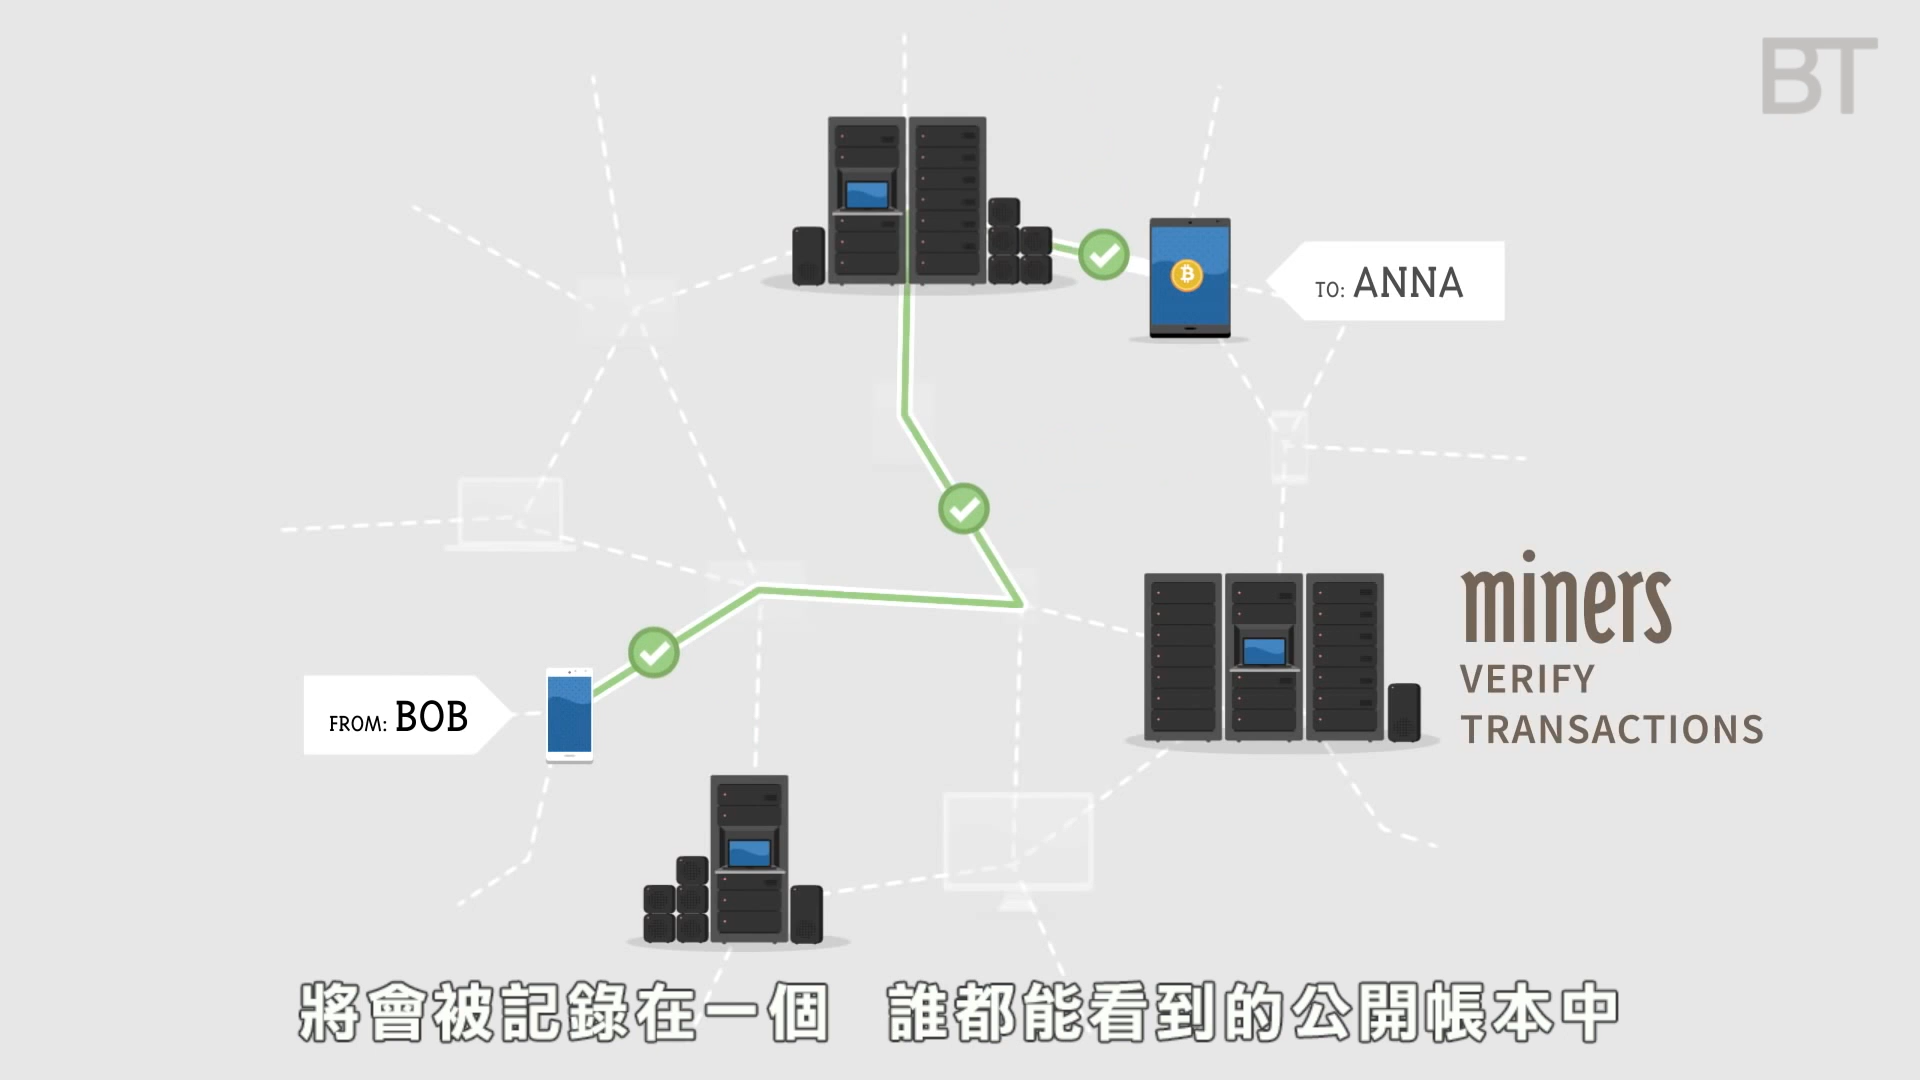 BT
TO: ANNA
miners
VERIFY
TRANSACTIONS
FROM: BOB
將會被記錄在一個 誰都能看到的公開帳本中